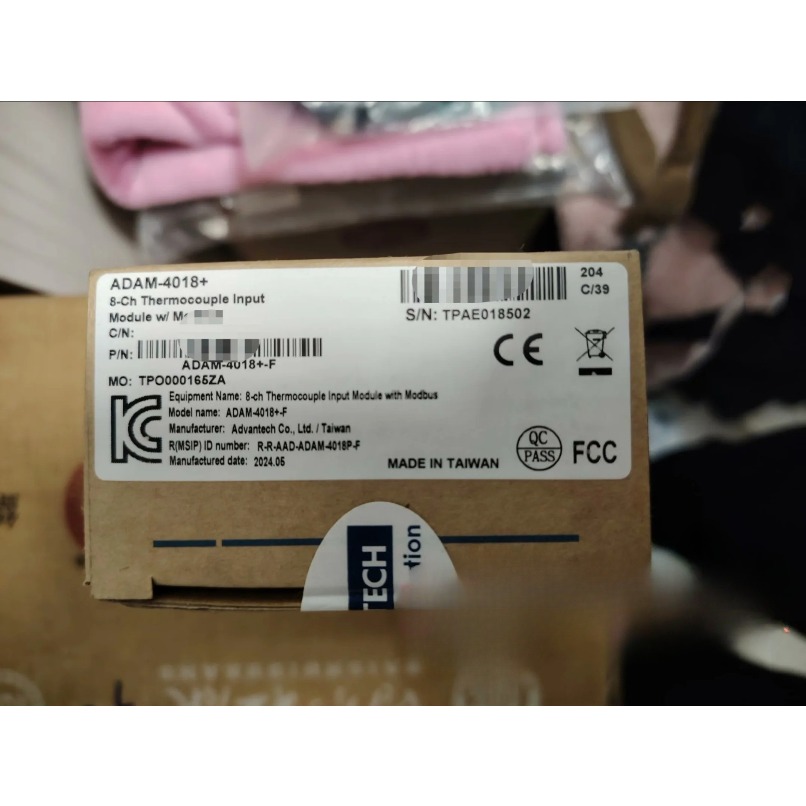 ADAM-4018+
8-Ch Thermocouple Input
Module w/
C/N:
P/N:
ADAM-4018+-F
MO: TPO000165ZA
204
C/39
S/N: TPAE018502
CE
Equipment Name: 8-ch Thermocouple Input Module with Modbus
Model name: ADAM-4018+-F
Manufacturer: Advantech Co., Ltd. / Taiwan
R(MSIP) ID number: R-R-AAD-ADAM-4018P-F
Manufactured date: 2024.05
KC
MADE IN TAIWAN
QC
PASS
FCC
TECH
tion